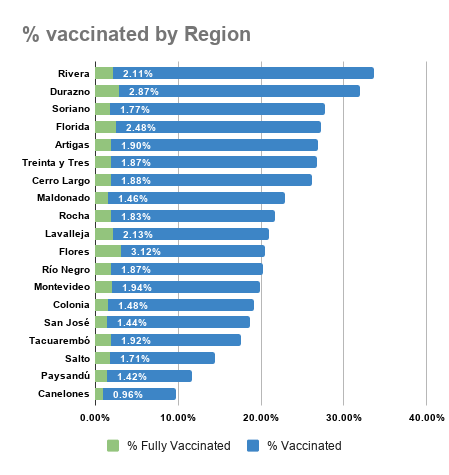 % vaccinated by Region
Rivera 2.11%
Durazno 2.87%
Soriano 1.77%
Florida 2.48%
Artigas 1.90%
Treinta y Tres 1.87%
Cerro Largo 1.88%
Maldonado 1.46%
Rocha 1.83%
Lavalleja 2.13%
Flores 3.12%
Río Negro 1.87%
Montevideo 1.94%
Colonia 1.48%
San José 1.44%
Tacuarembó 1.92%
Salto 1.71%
Paysandú 1.42%
Canelones 0.96%
0.00% 10.00% 20.00% 30.00% 40.00%
% Fully Vaccinated % Vaccinated